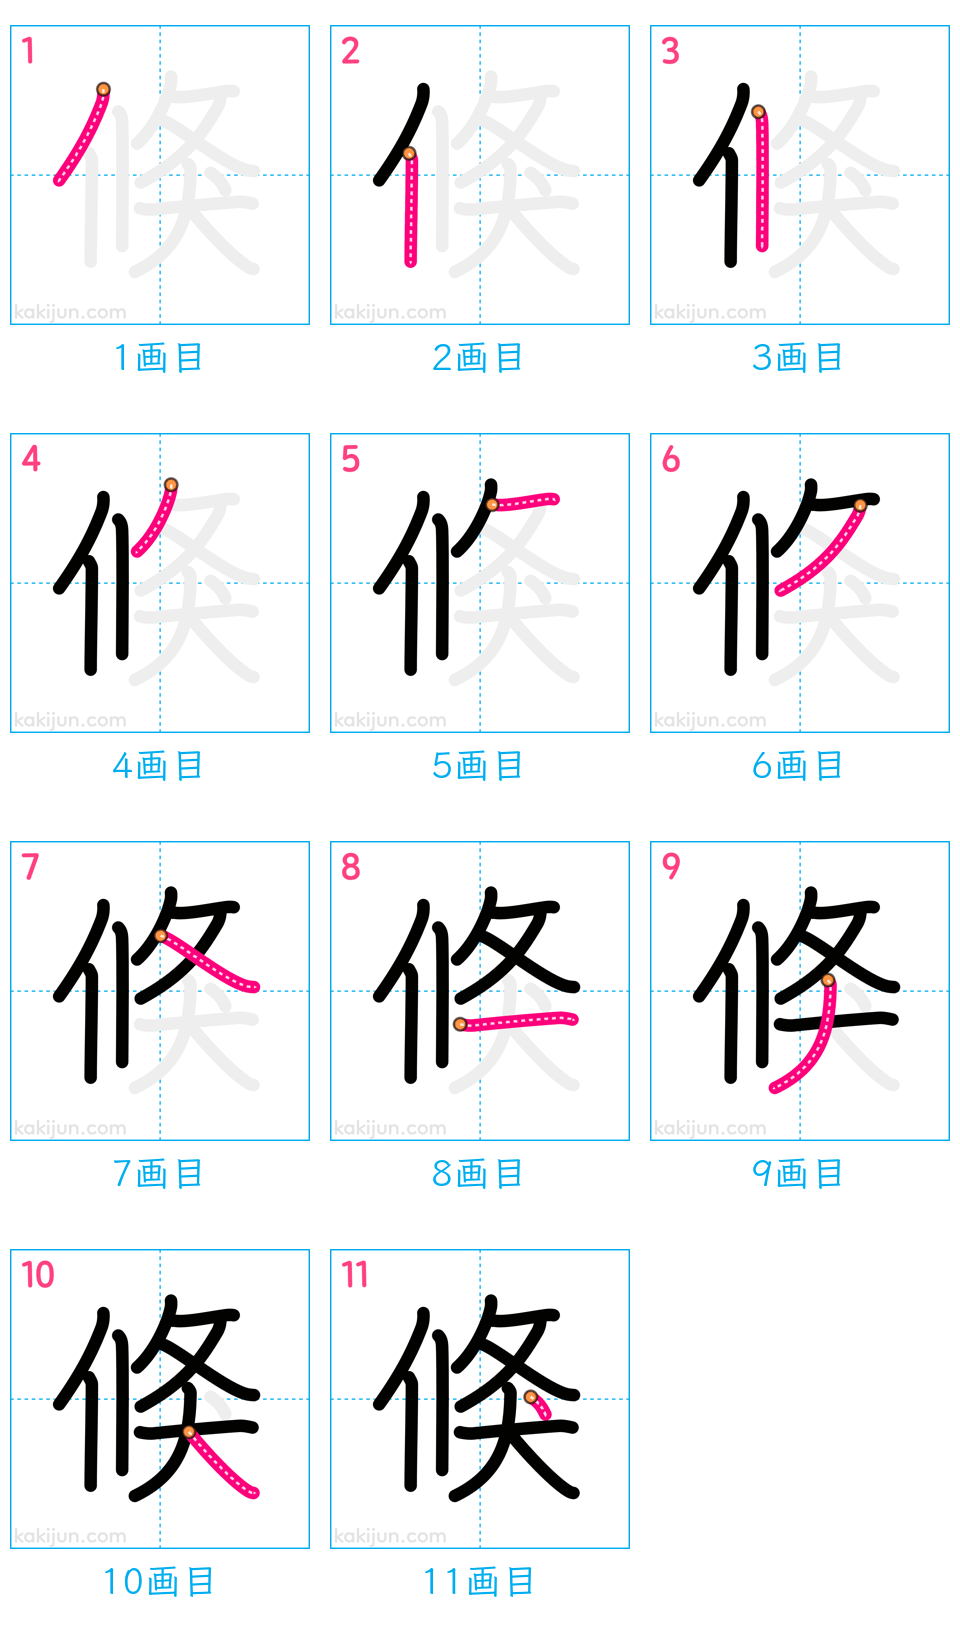 1 2 3
kakijun.com kakijun.com kakijun.com
1画目 2画目 3画目
4 5 6
kakijun.com kakijun.com kakijun.com
4画目 5画目 6画目
7 8 9
kakijun.com kakijun.com kakijun.com
7画目 8画目 9画目
10 11
倏 倏
kakijun.com kakijun.com
10画目 11画目